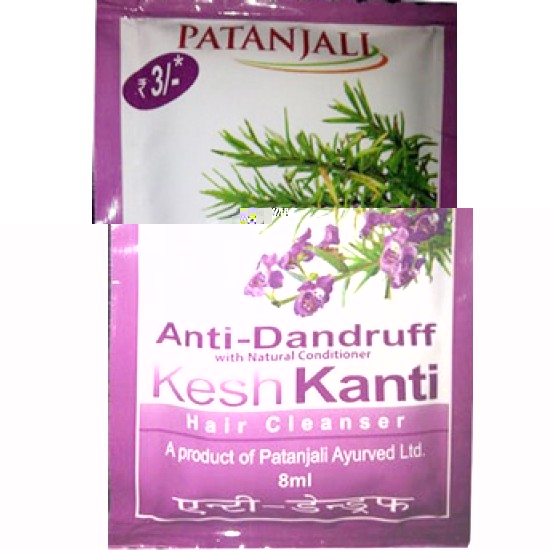 PATANJALI
₹ 3/-*
Anti-Dandruff
with Natural Conditioner
Kesh Kanti
Hair Cleanser
A product of Patanjali Ayurved Ltd.
8ml
एन्टी-डेन्ड्रफ